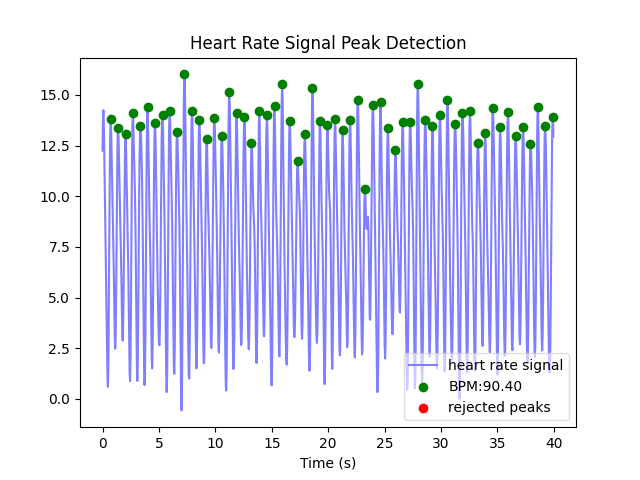 Heart Rate Signal Peak Detection
15.0
12.5
10.0
7.5
5.0
2.5
0.0
heart rate signal
BPM:90.40
rejected peaks
0 5 10 15 20 25 30 35 40
Time (s)